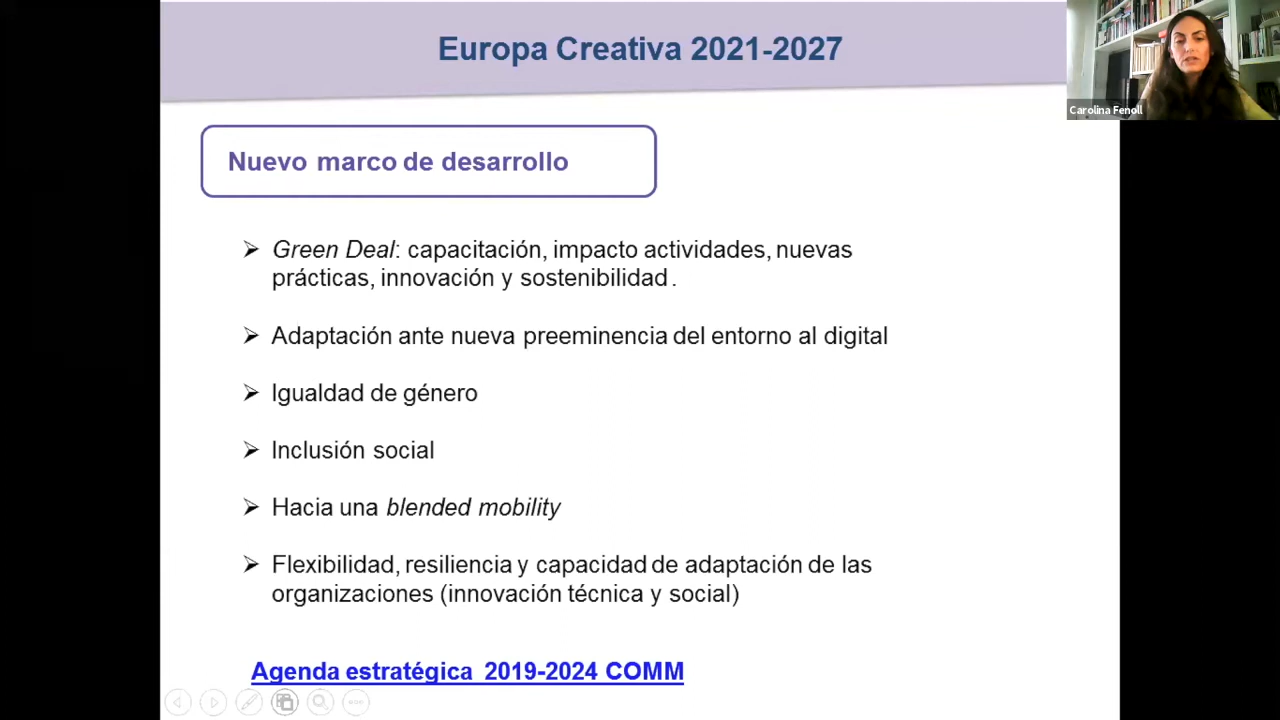 Europa Creativa 2021-2027
Carolina Fenoll
Nuevo marco de desarrollo
Green Deal: capacitación, impacto actividades, nuevas
prácticas, innovación y sostenibilidad .
Adaptación ante nueva preeminencia del entorno al digital
Igualdad de género
Inclusión social
Hacia una blended mobility
Flexibilidad, resiliencia y capacidad de adaptación de las
organizaciones (innovación técnica y social)
Agenda estratégica 2019-2024 COMM